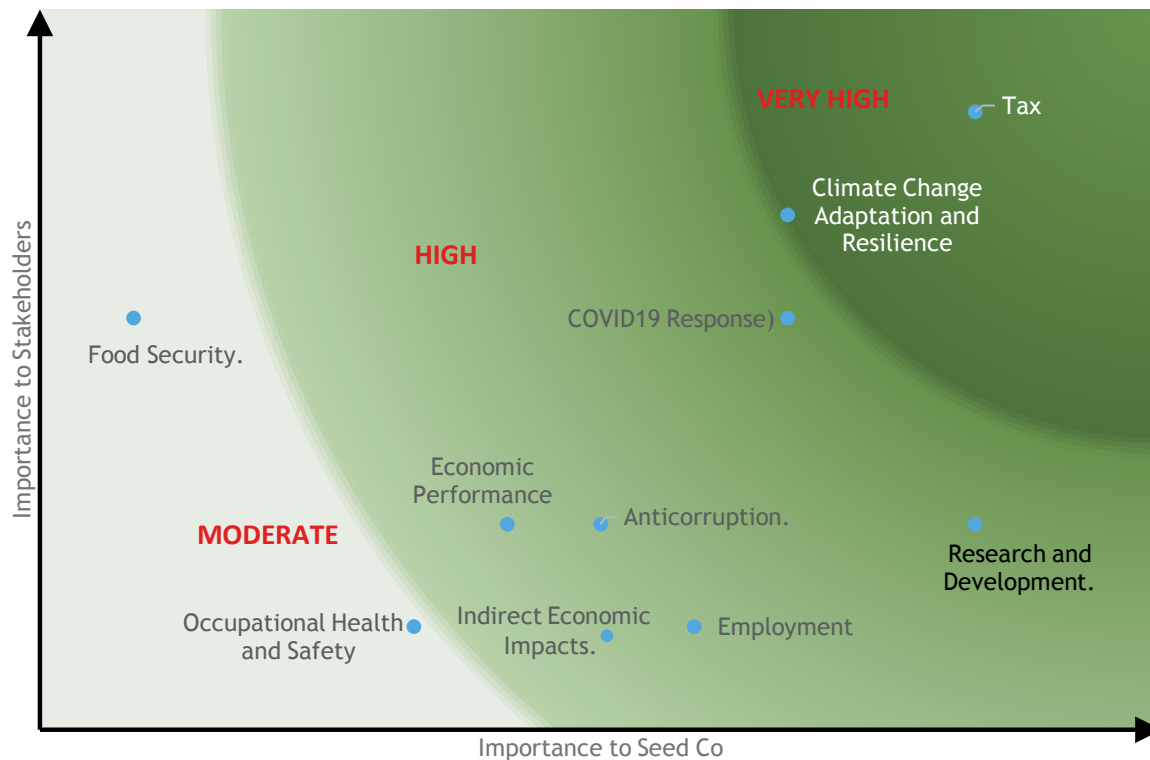 VERY HIGH
Tax
Climate Change
Adaptation and
Resilience
HIGH
COVID19 Response)
Food Security.
Importance to Stakeholders
Economic
Performance
Anticorruption.
MODERATE
Research and
Development.
Occupational Health
and Safety
Indirect Economic
Impacts.
Employment
Importance to Seed Co